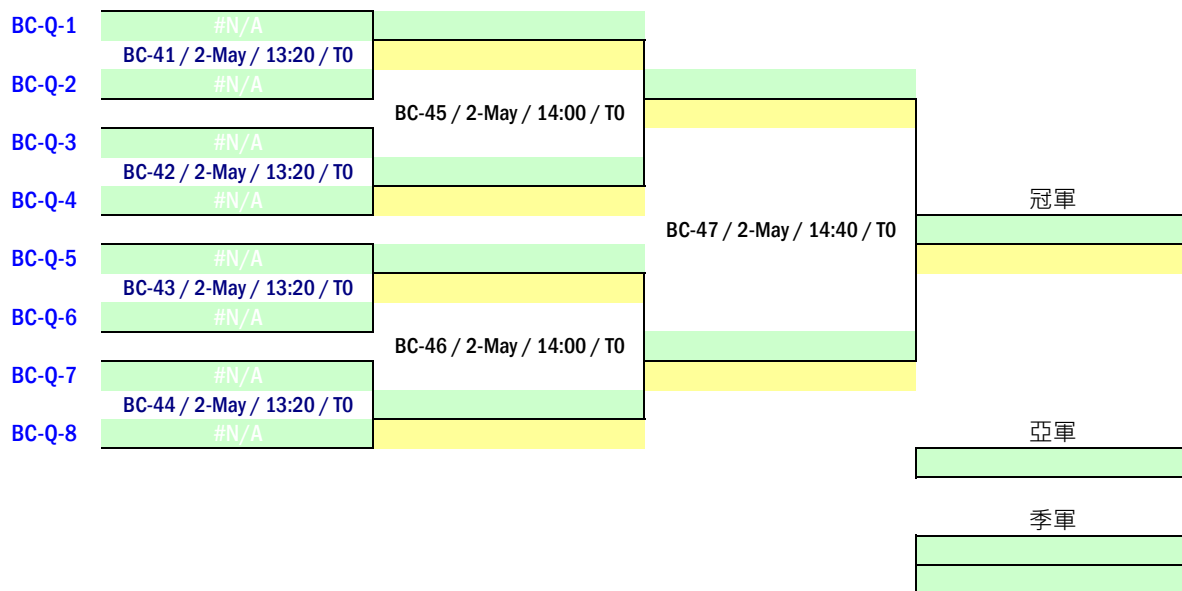 BC-Q-1 #N/A
BC-41 / 2-May / 13:20 / T0
BC-Q-2 #N/A
BC-45 / 2-May / 14:00 / T0
BC-Q-3 #N/A
BC-42 / 2-May / 13:20 / T0
BC-Q-4 #N/A
冠軍
BC-47 / 2-May / 14:40 / T0
BC-Q-5 #N/A
BC-43 / 2-May / 13:20 / T0
BC-Q-6 #N/A
BC-46 / 2-May / 14:00 / T0
BC-Q-7 #N/A
BC-44 / 2-May / 13:20 / T0
BC-Q-8 #N/A
亞軍
季軍